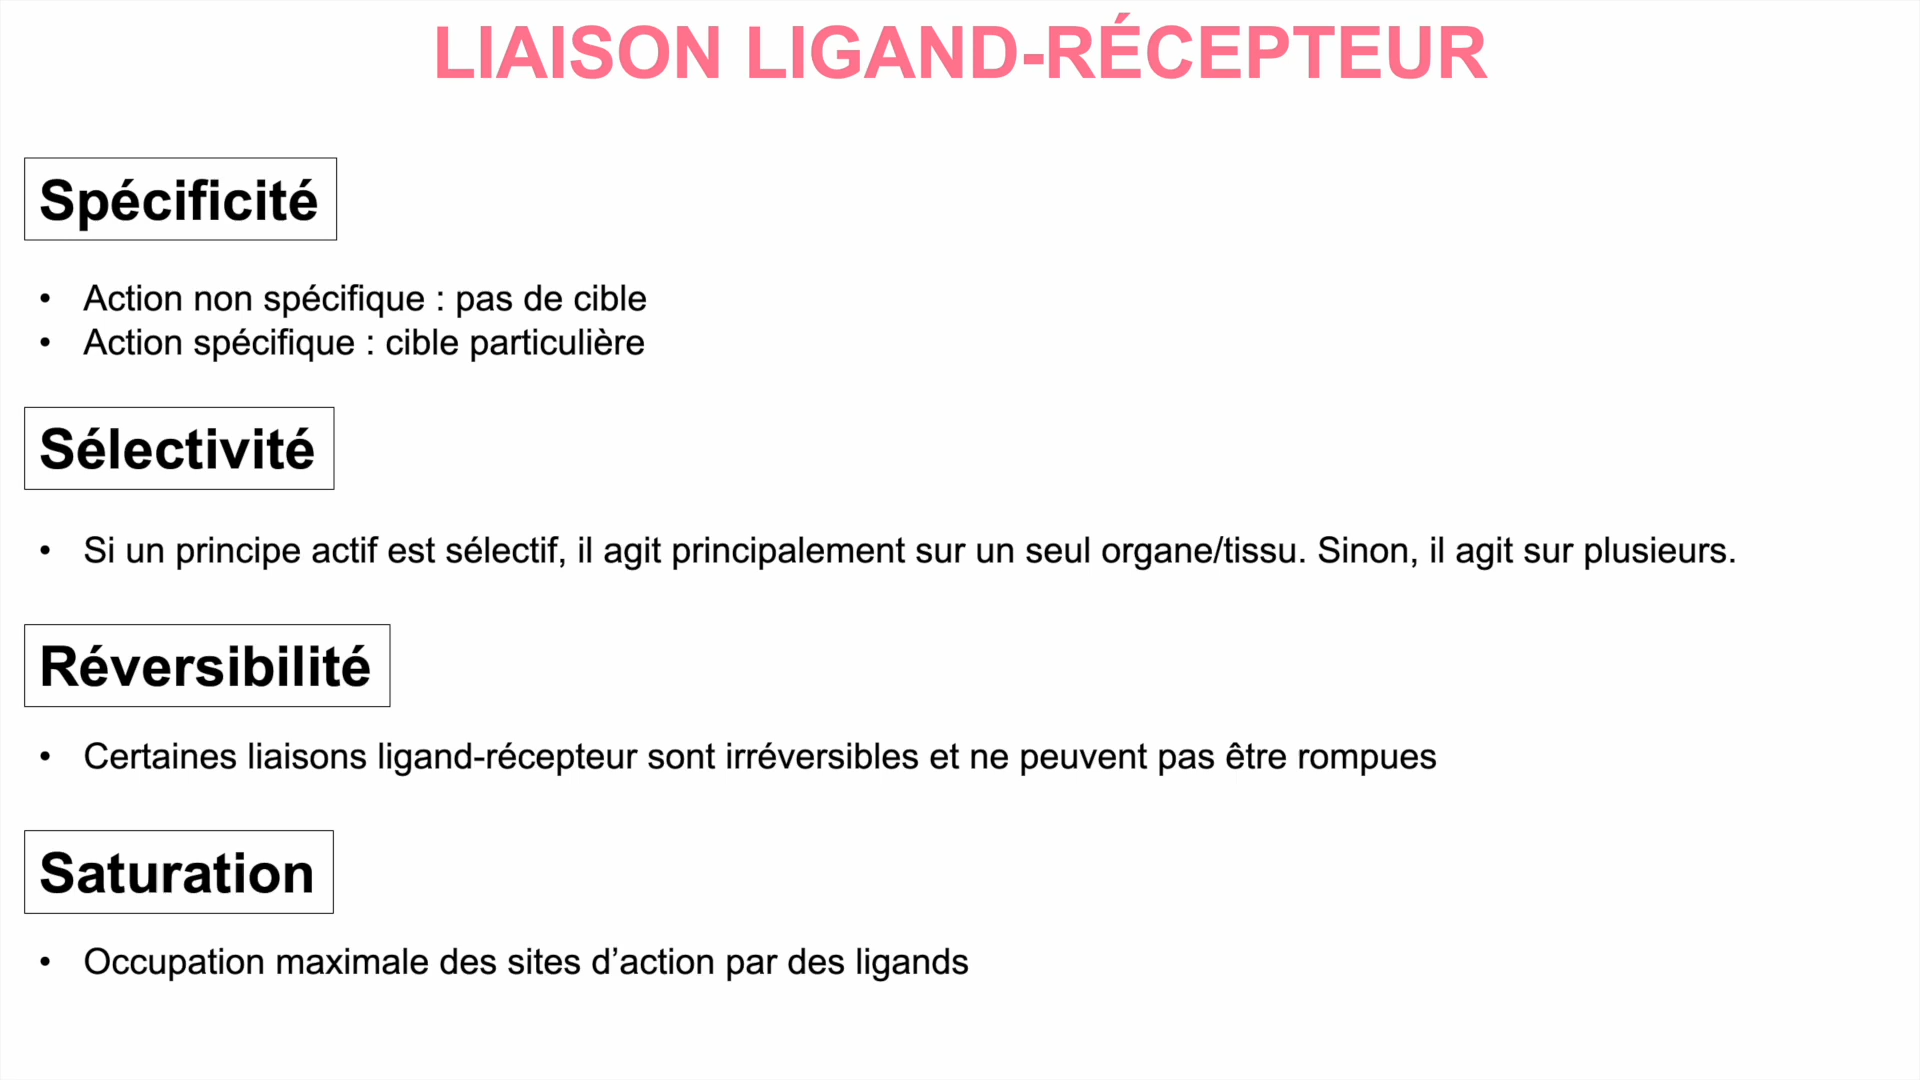 LIAISON LIGAND-RÉCEPTEUR
Spécificité
• Action non spécifique : pas de cible
• Action spécifique : cible particulière
Sélectivité
• Si un principe actif est sélectif, il agit principalement sur un seul organe/tissu. Sinon, il agit sur plusieurs.
Réversibilité
• Certaines liaisons ligand-récepteur sont irréversibles et ne peuvent pas être rompues
Saturation
• Occupation maximale des sites d’action par des ligands